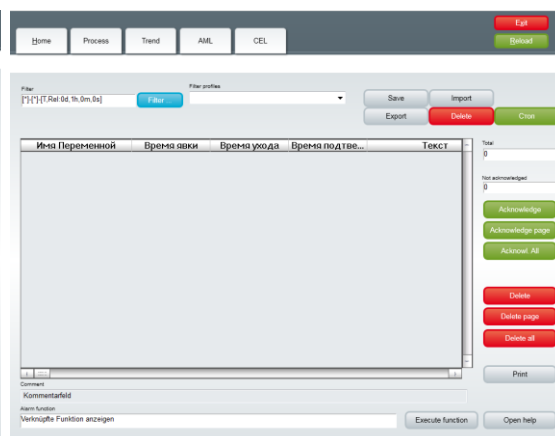 Exit
Home Process Trend AML CEL Reload
Filter Filter profiles
[*]-[*]-[T,Rel:0d,1h,0m,0s] Filter ... Save Import
Export Delete
Имя Переменной Время явки Время ухода Время подтве... Текст Total
0
Not acknowledged
0
Acknowledge
Acknowledge page
Acknowl. All
Delete
Delete page
Delete all
Print
Comment
Kommentarfeld
Alarm function
Verknüpfte Funktion anzeigen Execute function Open help